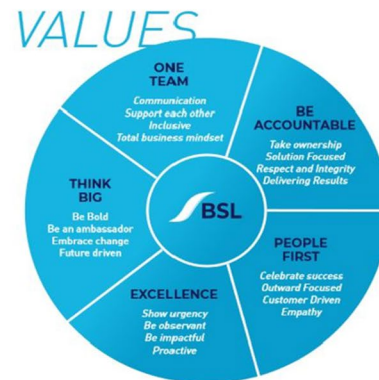 VALUES
ONE
TEAM
Communication
Support each other
Inclusive
Total business mindset
BE
ACCOUNTABLE
Take ownership
Solution Focused
Respect and Integrity
Delivering Results
PEOPLE
FIRST
Celebrate success
Outward Focused
Customer Driven
Empathy
EXCELLENCE
Show urgency
Be observant
Be impactful
Proactive
THINK
BIG
Be Bold
Be an ambassador
Embrace change
Future driven
BSL